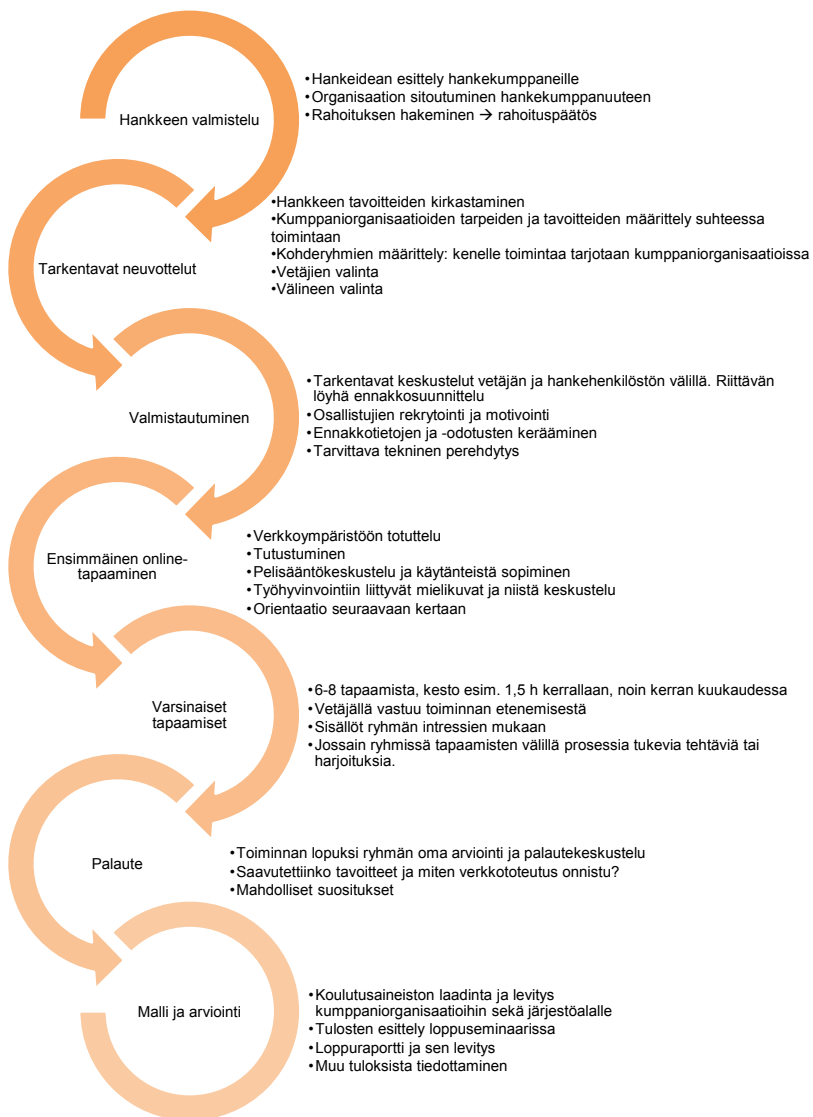 Hankkeen valmistelu
•Hankeidean esittely hankekumppaneille
•Organisaation sitoutuminen hankekumppanuuteen
•Rahoituksen hakeminen → rahoituspäätös
Tarkentavat neuvottelut
•Hankkeen tavoitteiden kirkastaminen
•Kumppaniorganisaatioiden tarpeiden ja tavoitteiden määrittely suhteessa
toimintaan
•Kohderyhmien määrittely: kenelle toimintaa tarjotaan kumppaniorganisaatioissa
•Vetäjien valinta
•Välineen valinta
Valmistautuminen
•Tarkentavat keskustelut vetäjän ja hankehenkilöstön välillä. Riittävän
löyhä ennakkosuunnittelu
•Osallistujien rekrytointi ja motivointi
•Ennakkotietojen ja -odotusten kerääminen
•Tarvittava tekninen perehdytys
Ensimmäinen online-
tapaaminen
•Verkkoympäristöön totuttelu
•Tutustuminen
•Pelisääntökeskustelu ja käytänteistä sopiminen
•Työhyvinvointiin liittyvät mielikuvat ja niistä keskustelu
•Orientaatio seuraavaan kertaan
Varsinaiset
tapaamiset
•6-8 tapaamista, kesto esim. 1,5 h kerrallaan, noin kerran kuukaudessa
•Vetäjällä vastuu toiminnan etenemisestä
•Sisällöt ryhmän intressien mukaan
•Jossain ryhmissä tapaamisten välillä prosessia tukevia tehtäviä tai
harjoituksia.
Palaute
•Toiminnan lopuksi ryhmän oma arviointi ja palautekeskustelu
•Saavutettiinko tavoitteet ja miten verkkototeutus onnistu?
•Mahdolliset suositukset
Malli ja arviointi
•Koulutusaineiston laadinta ja levitys
kumppaniorganisaatioihin sekä järjestöalalle
•Tulosten esittely loppuseminaarissa
•Loppuraportti ja sen levitys
•Muu tuloksista tiedottaminen